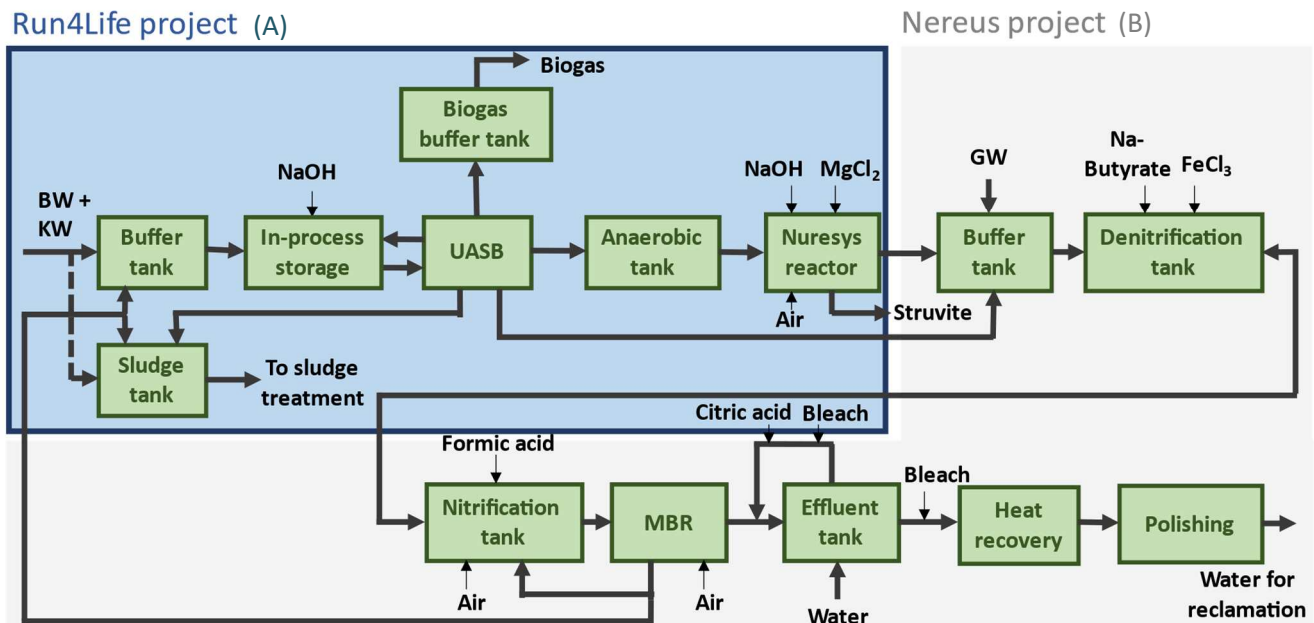 Run4Life project (A)
Nereus project (B)
Biogas
Biogas
buffer tank
NaOH
BW +
KW
Buffer
tank
In-process
storage
UASB
Anaerobic
tank
NaOH
MgCl₂
Nuresys
reactor
Air
Struvite
GW
Buffer
tank
Na-
Butyrate
FeCl₃
Denitrification
tank
Sludge
tank
To sludge
treatment
Citric acid
Bleach
Formic acid
Nitrification
tank
Air
MBR
Air
Effluent
tank
Water
Bleach
Heat
recovery
Polishing
Water for
reclamation